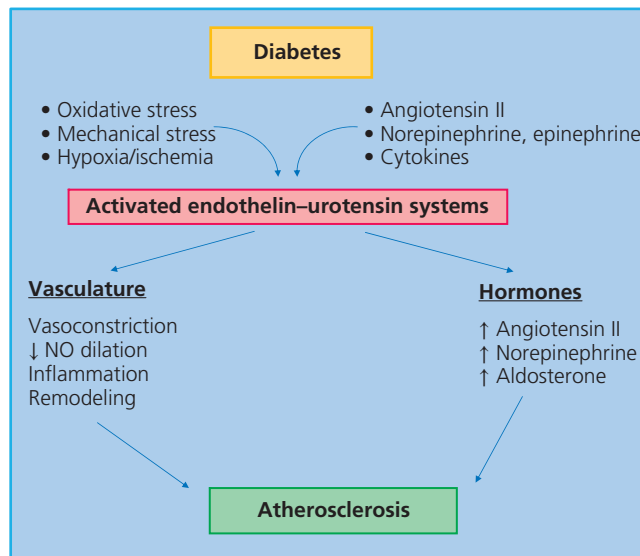 Diabetes
• Oxidative stress
• Mechanical stress
• Hypoxia/ischemia
• Angiotensin II
• Norepinephrine, epinephrine
• Cytokines
Activated endothelin–urotensin systems
Vasculature
Vasoconstriction
↓ NO dilation
Inflammation
Remodeling
Hormones
↑ Angiotensin II
↑ Norepinephrine
↑ Aldosterone
Atherosclerosis